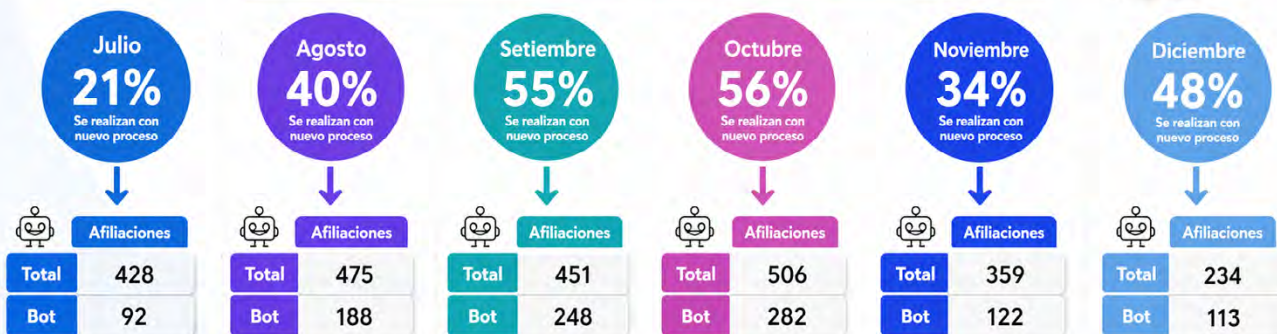 Julio
21%
Se realizan con
nuevo proceso
Agosto
40%
Se realizan con
nuevo proceso
Setiembre
55%
Se realizan con
nuevo proceso
Octubre
56%
Se realizan con
nuevo proceso
Noviembre
34%
Se realizan con
nuevo proceso
Diciembre
48%
Se realizan con
nuevo proceso
Afiliaciones
Total 428
Bot 92
Afiliaciones
Total 475
Bot 188
Afiliaciones
Total 451
Bot 248
Afiliaciones
Total 506
Bot 282
Afiliaciones
Total 359
Bot 122
Afiliaciones
Total 234
Bot 113